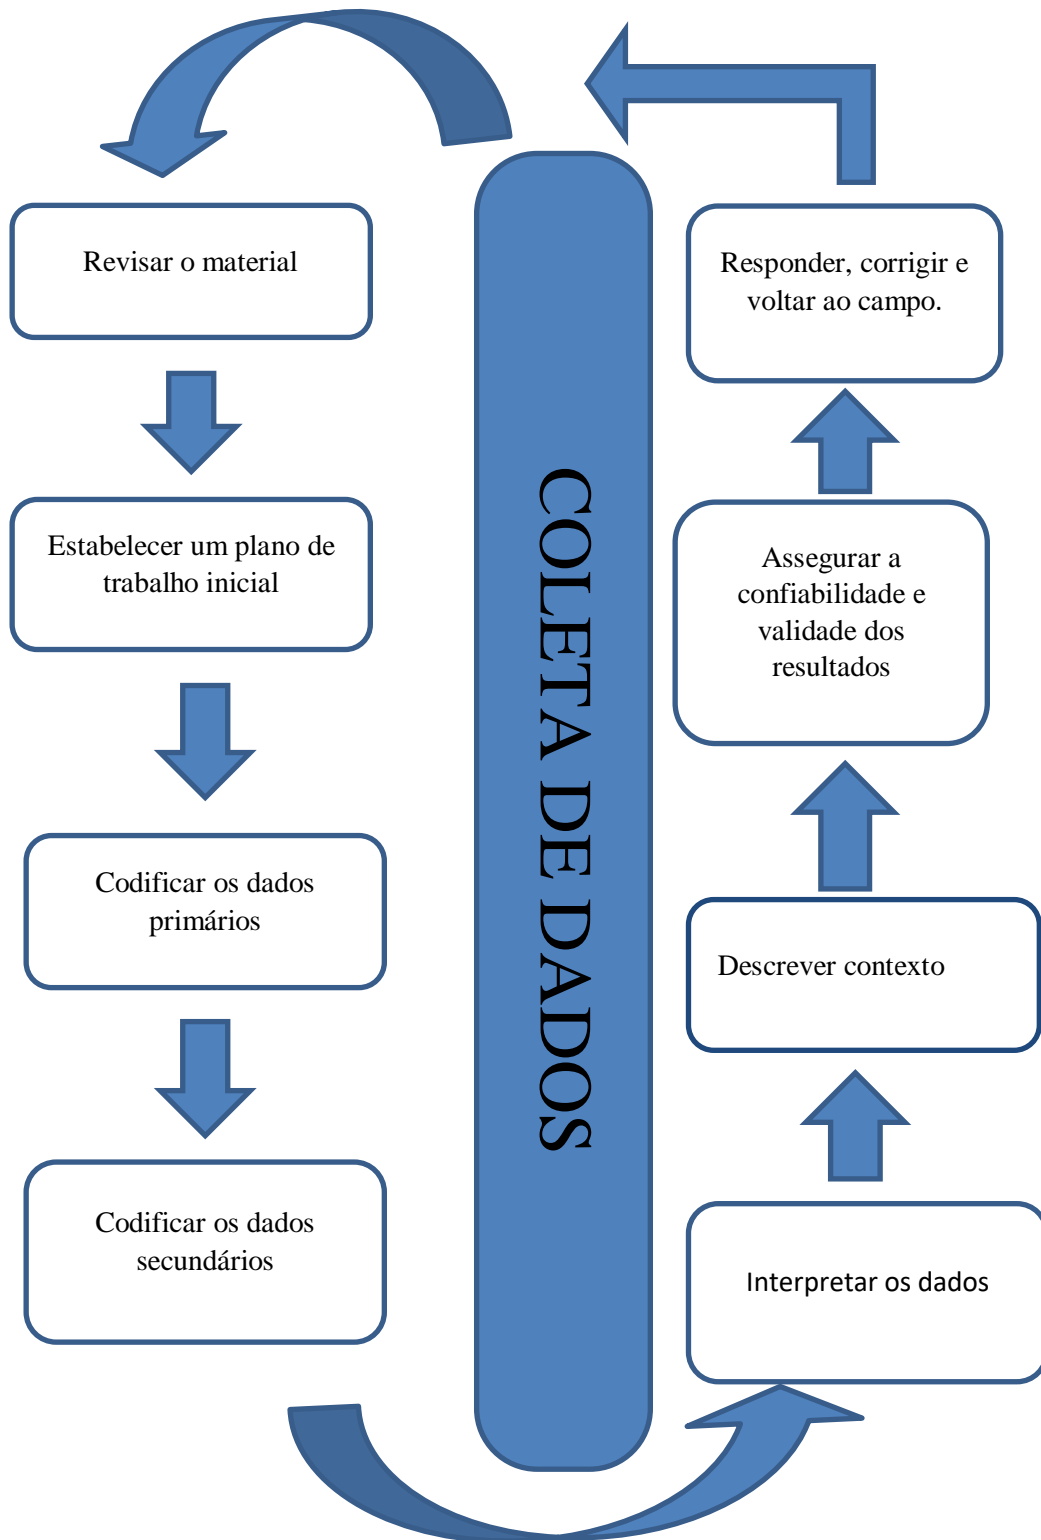 Revisar o material
Estabelecer um plano de
trabalho inicial
Codificar os dados
primários
Codificar os dados
secundários
COLETA DE DADOS
Interpretar os dados
Descrever contexto
Assegurar a
confiabilidade e
validade dos
resultados
Responder, corrigir e
voltar ao campo.